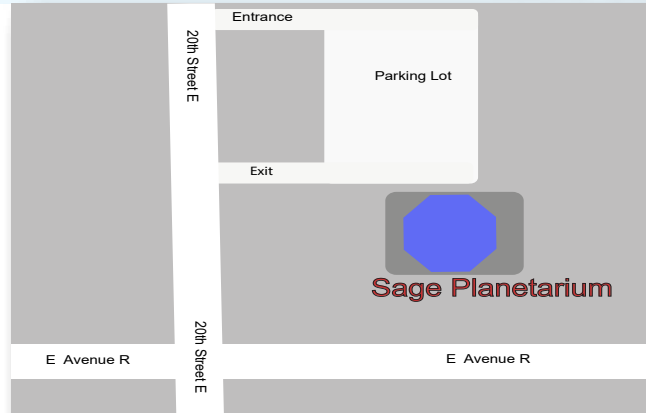 Entrance
20th Street E
Parking Lot
Exit
Sage Planetarium
20th Street E
E Avenue R
E Avenue R